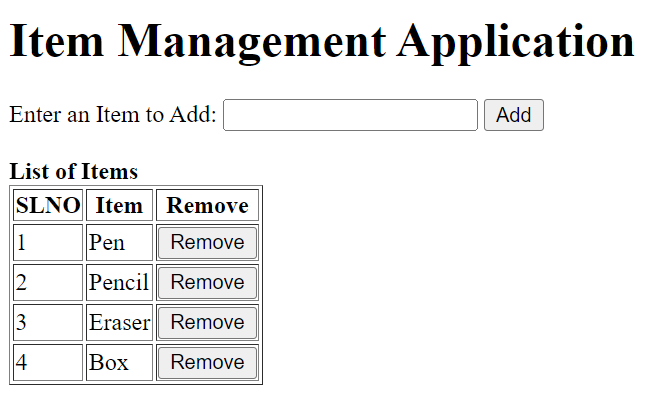 Item Management Application
Enter an Item to Add: Add
List of Items
SLNO Item Remove
1 Pen Remove
2 Pencil Remove
3 Eraser Remove
4 Box Remove